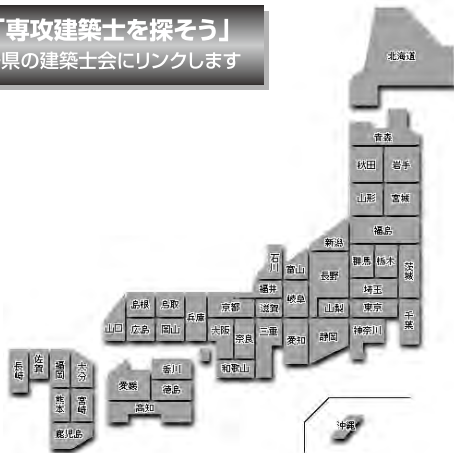 「専攻建築士を探そう」
県の建築士会にリンクします
北海道
青森
秋田
岩手
山形
宮城
福島
新潟
群馬
栃木
茨城
石川
富山
長野
福井
岐阜
埼玉
山梨
東京
千葉
島根
鳥取
兵庫
京都
滋賀
山口
広島
岡山
大阪
奈良
三重
愛知
静岡
神奈川
和歌山
長崎
佐賀
福岡
大分
愛媛
香川
徳島
高知
熊本
宮崎
鹿児島
沖縄